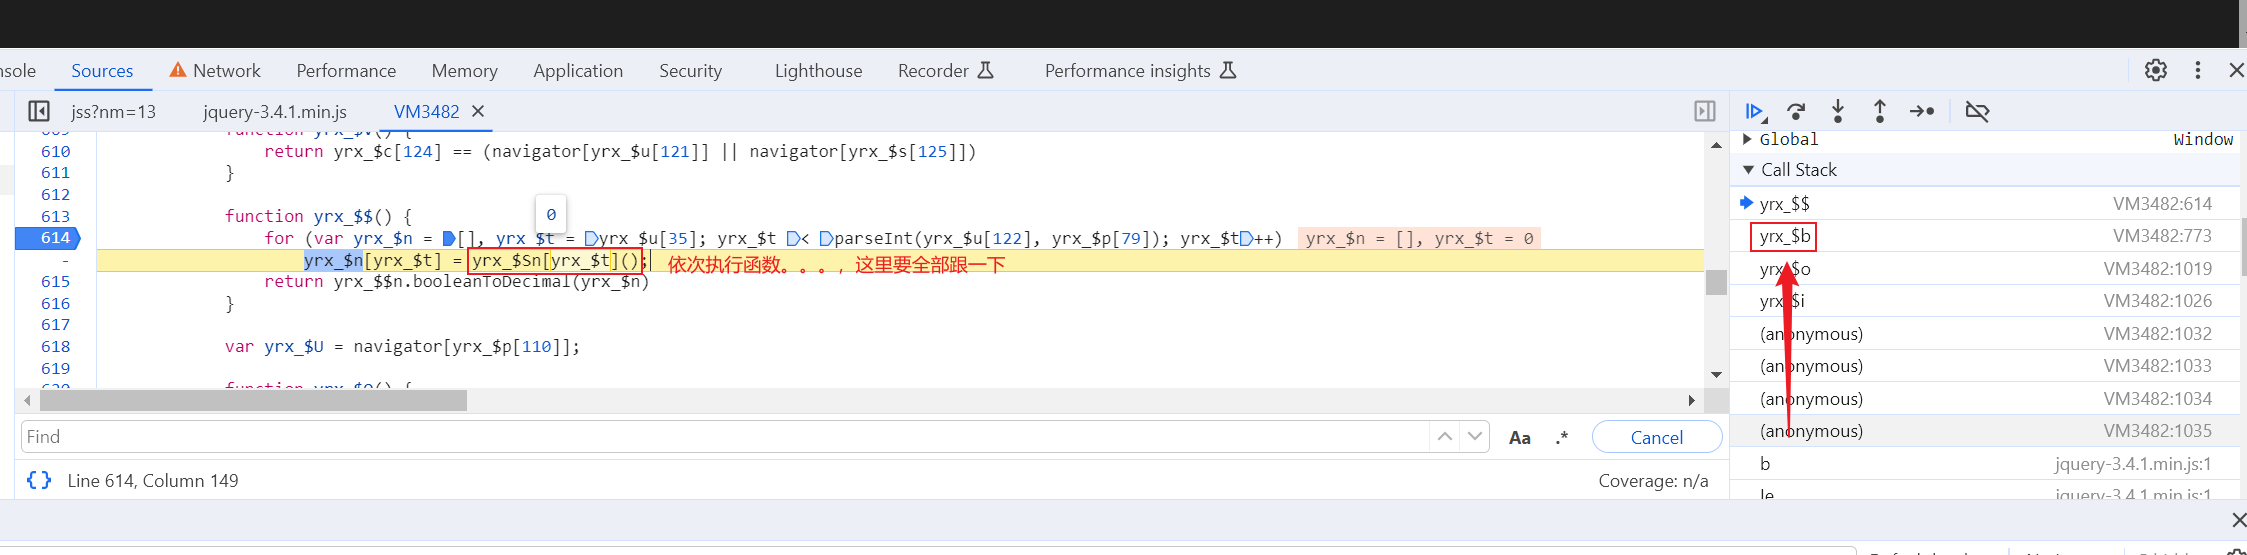 nsole Sources Network Performance Memory Application Security Lighthouse Recorder Performance insights
jss?nm=13 jquery-3.4.1.min.js VM3482
610 return yrx_$c[124] == (navigator[yrx_$u[121]] || navigator[yrx_$s[125]])
611 }
612
0
613 function yrx_$$() {
614 for (var yrx_$n = [], yrx_$t = yrx_$u[35]; yrx_$t < parseInt(yrx_$u[122], yrx_$p[79]); yrx_$t++) yrx_$n = [], yrx_$t = 0
- yrx_$n[yrx_$t] = yrx_$Sn[yrx_$t](); 依次执行函数。。。，这里要全部跟一下
615 return yrx_$$n.booleanToDecimal(yrx_$n)
616 }
617
618 var yrx_$U = navigator[yrx_$p[110]];
619
Find Aa .* Cancel
{} Line 614, Column 149 Coverage: n/a
Global Window
Call Stack
yrx_$$ VM3482:614
yrx_$b VM3482:773
yrx_$o VM3482:1019
yrx_$i VM3482:1026
(anonymous) VM3482:1032
(anonymous) VM3482:1033
(anonymous) VM3482:1034
(anonymous) VM3482:1035
b jquery-3.4.1.min.js:1
le jquery-3.4.1.min.js:1